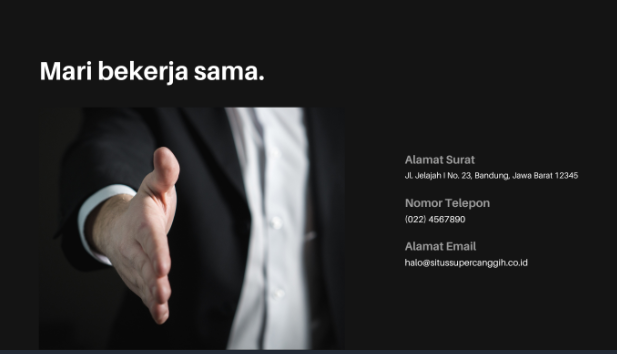 Mari bekerja sama.
Alamat Surat
Jl. Jelajah I No. 23, Bandung, Jawa Barat 12345
Nomor Telepon
(022) 4567890
Alamat Email
halo@situssupercanggih.co.id